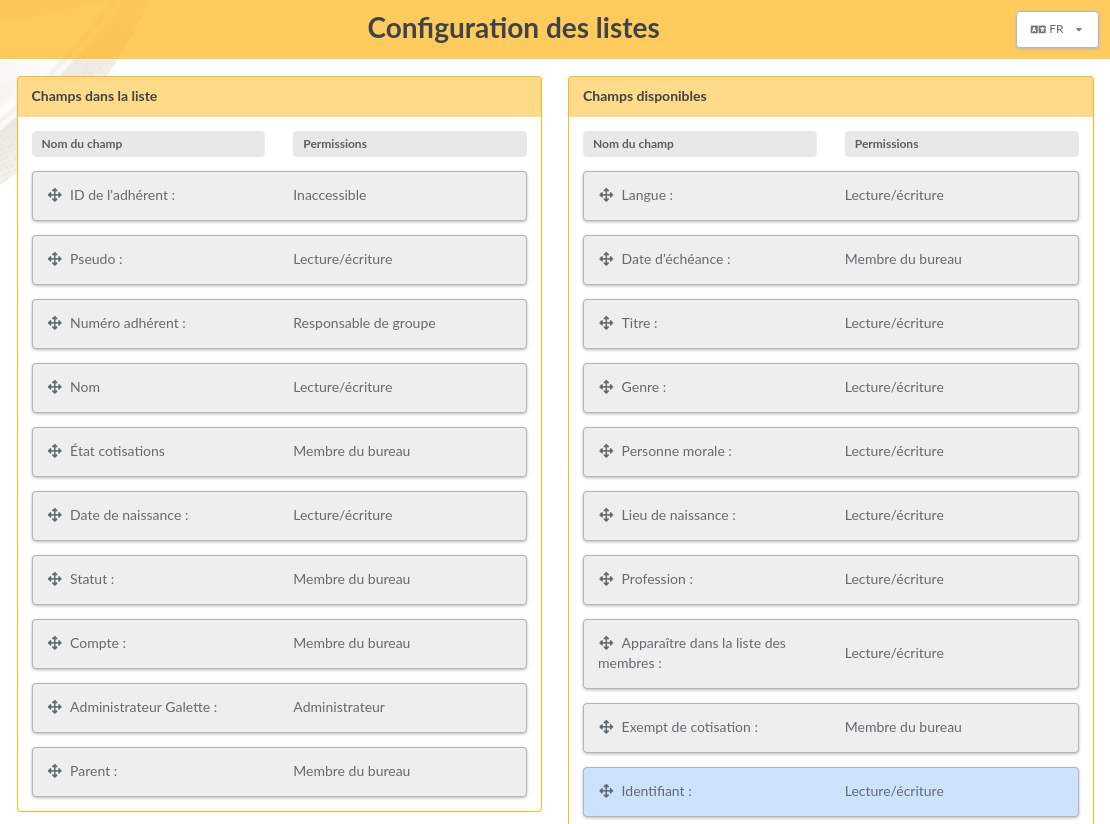 Configuration des listes
FR
Champs dans la liste
Nom du champ Permissions
ID de l'adhérent : Inaccessible
Pseudo : Lecture/écriture
Numéro adhérent : Responsable de groupe
Nom Lecture/écriture
État cotisations Membre du bureau
Date de naissance : Lecture/écriture
Statut : Membre du bureau
Compte : Membre du bureau
Administrateur Galette : Administrateur
Parent : Membre du bureau
Champs disponibles
Nom du champ Permissions
Langue : Lecture/écriture
Date d’échéance : Membre du bureau
Titre : Lecture/écriture
Genre : Lecture/écriture
Personne morale : Lecture/écriture
Lieu de naissance : Lecture/écriture
Profession : Lecture/écriture
Apparaître dans la liste des
membres : Lecture/écriture
Exempt de cotisation : Membre du bureau
Identifiant : Lecture/écriture